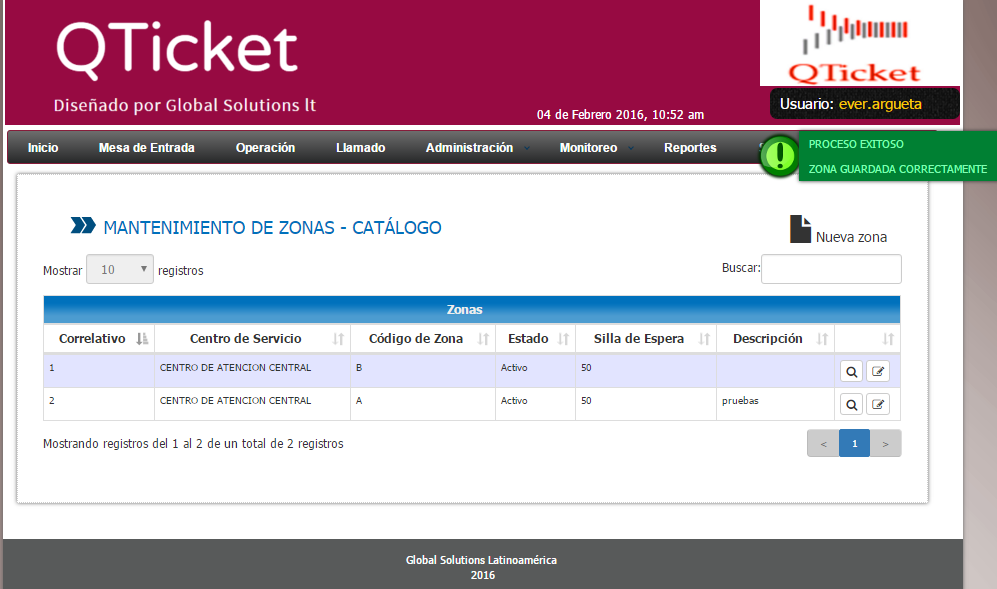 QTicket
Diseñado por Global Solutions lt
04 de Febrero 2016, 10:52 am
QTicket
Usuario: ever.argueta
Inicio Mesa de Entrada Operación Llamado Administración Monitoreo Reportes
PROCESO EXITOSO
ZONA GUARDADA CORRECTAMENTE
MANTENIMIENTO DE ZONAS - CATÁLOGO
Nueva zona
Mostrar 10 registros
Buscar:
Zonas
Correlativo Centro de Servicio Código de Zona Estado Silla de Espera Descripción
1 CENTRO DE ATENCION CENTRAL B Activo 50
2 CENTRO DE ATENCION CENTRAL A Activo 50 pruebas
Mostrando registros del 1 al 2 de un total de 2 registros
< 1 >
Global Solutions Latinoamérica
2016